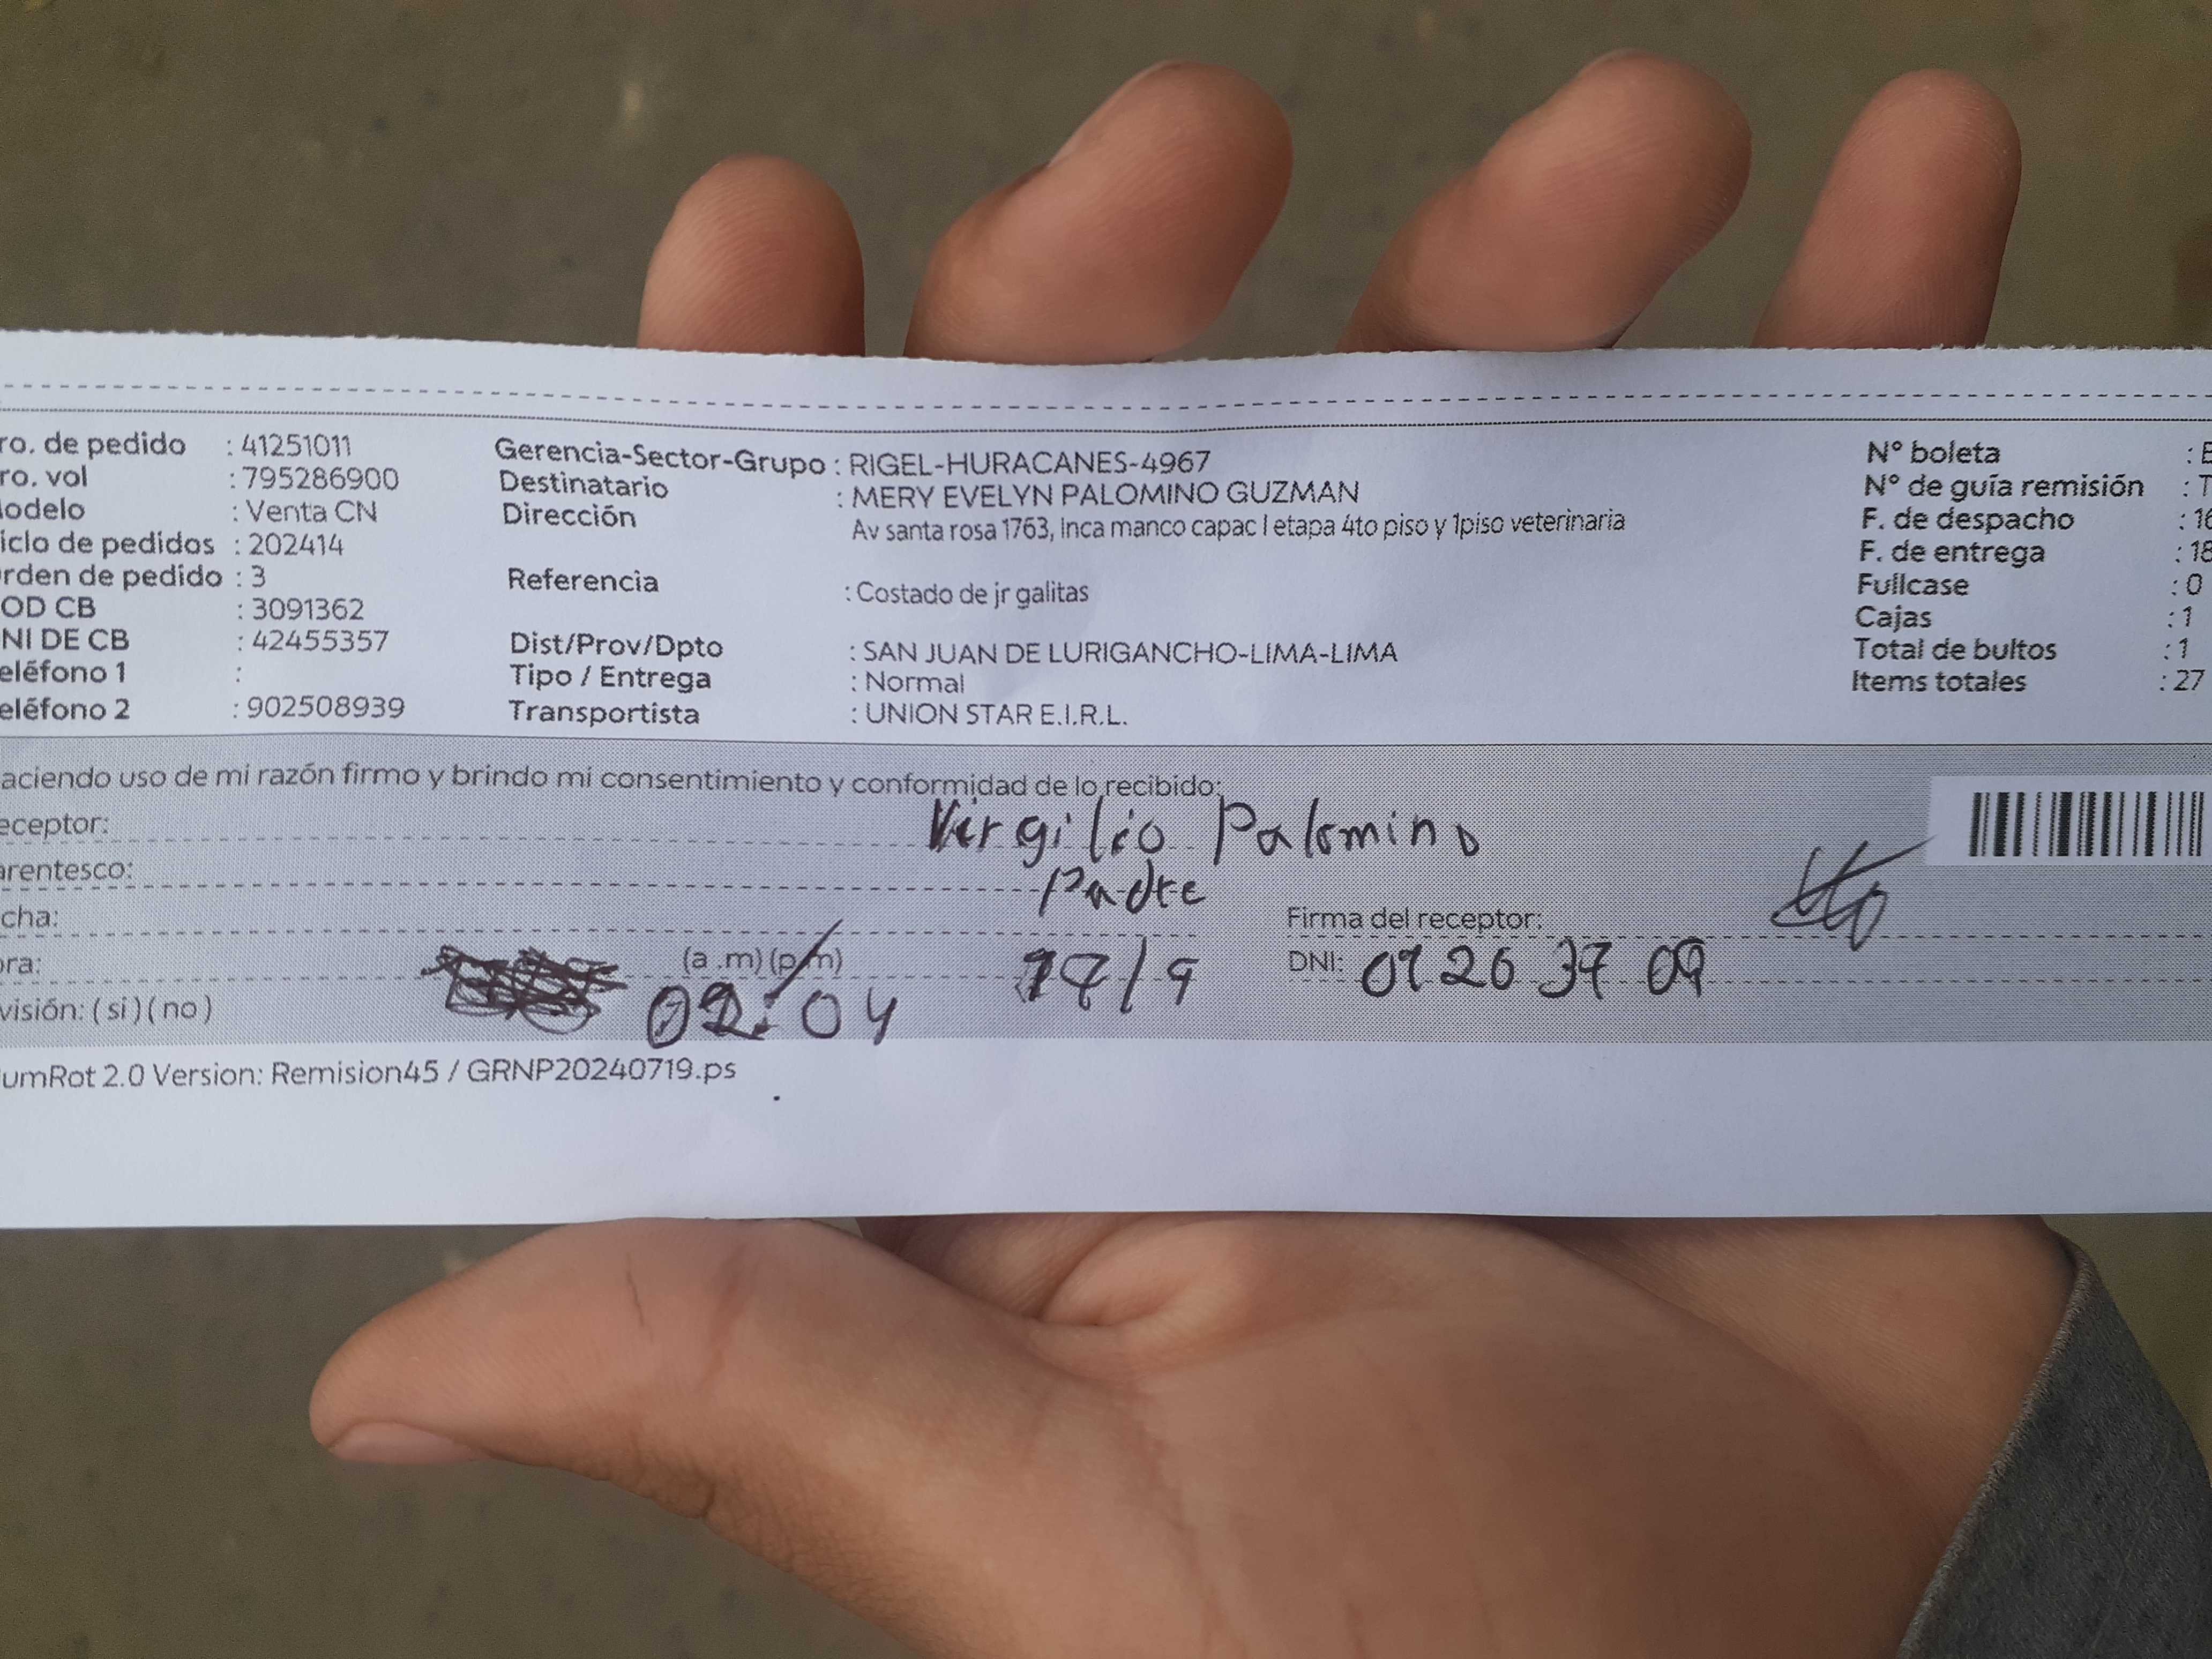 ro. de pedido : 41251011
ro. vol : 795286900
lodelo : Venta CN
iclo de pedidos : 202414
rden de pedido : 3
OD CB : 3091362
NI DE CB : 42455357
eléfono 1 :
eléfono 2 : 902508939
Gerencia-Sector-Grupo : RIGEL-HURACANES-4967
Destinatario : MERY EVELYN PALOMINO GUZMAN
Dirección Av santa rosa 1763, Inca manco capac I etapa 4to piso y 1piso veterinaria
Referencia : Costado de jr galitas
Dist/Prov/Dpto : SAN JUAN DE LURIGANCHO-LIMA-LIMA
Tipo / Entrega : Normal
Transportista : UNION STAR E.I.R.L.
N° boleta :
N° de guía remisión : T
F. de despacho : 16
F. de entrega : 18
Fullcase : 0
Cajas : 1
Total de bultos : 1
Items totales : 27
aciendo uso de mi razón firmo y brindo mi consentimiento y conformidad de lo recibido:
eceptor: Virgilio Palomino
arentesco: Padre
cha:
ora: (a .m) (p.m) 02:04
visión: ( si ) ( no )
Firma del receptor:
DNI:
umRot 2.0 Version: Remision45 / GRNP20240719.ps